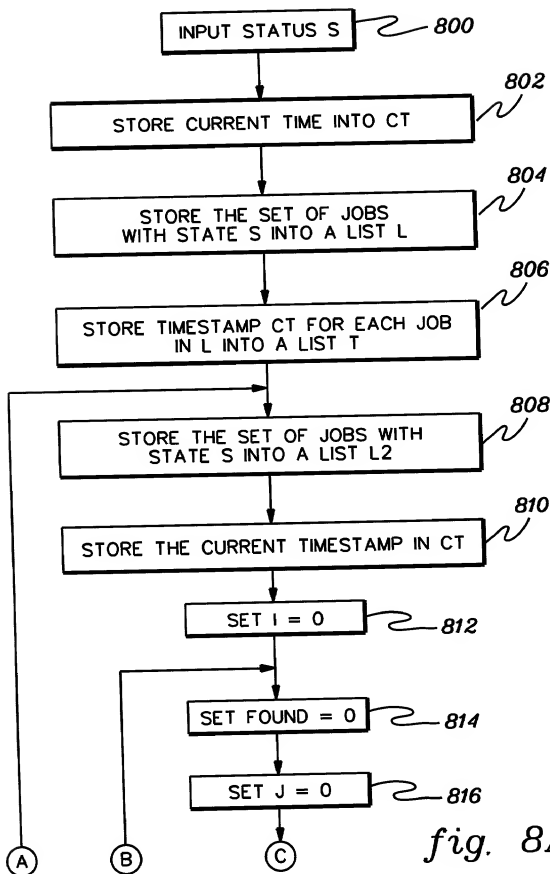 INPUT STATUS S
800
STORE CURRENT TIME INTO CT
802
STORE THE SET OF JOBS
WITH STATE S INTO A LIST L
804
STORE TIMESTAMP CT FOR EACH JOB
IN L INTO A LIST T
806
STORE THE SET OF JOBS WITH
STATE S INTO A LIST L2
808
STORE THE CURRENT TIMESTAMP IN CT
810
SET I = 0
812
SET FOUND = 0
814
SET J = 0
816
A
B
C
fig. 8A